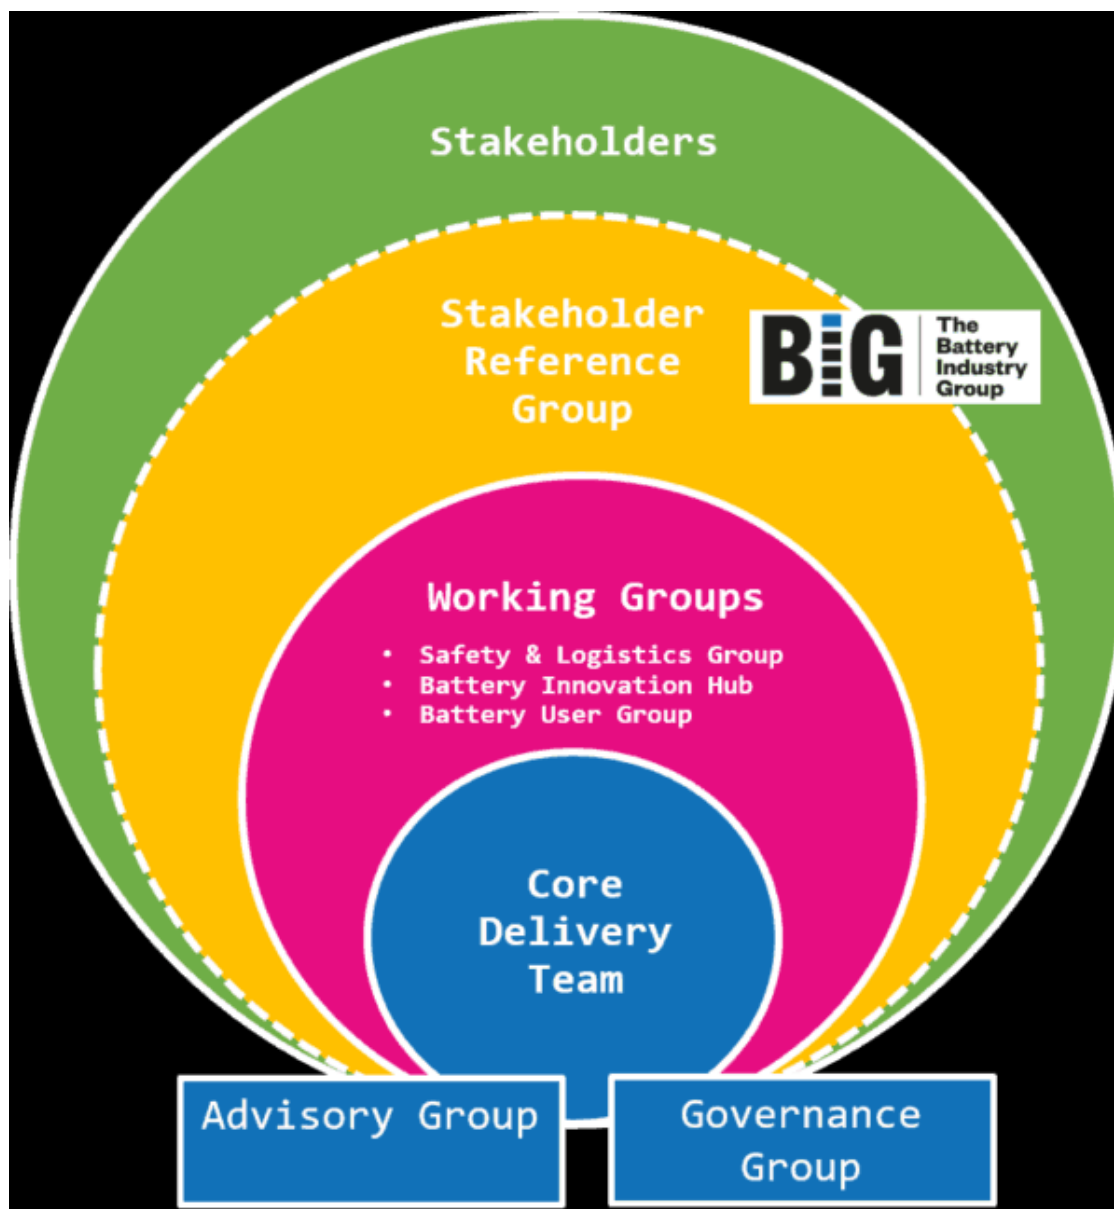 Stakeholders
Stakeholder
Reference
Group
BiG
The
Battery
Industry
Group
Working Groups
• Safety & Logistics Group
• Battery Innovation Hub
• Battery User Group
Core
Delivery
Team
Advisory Group
Governance
Group